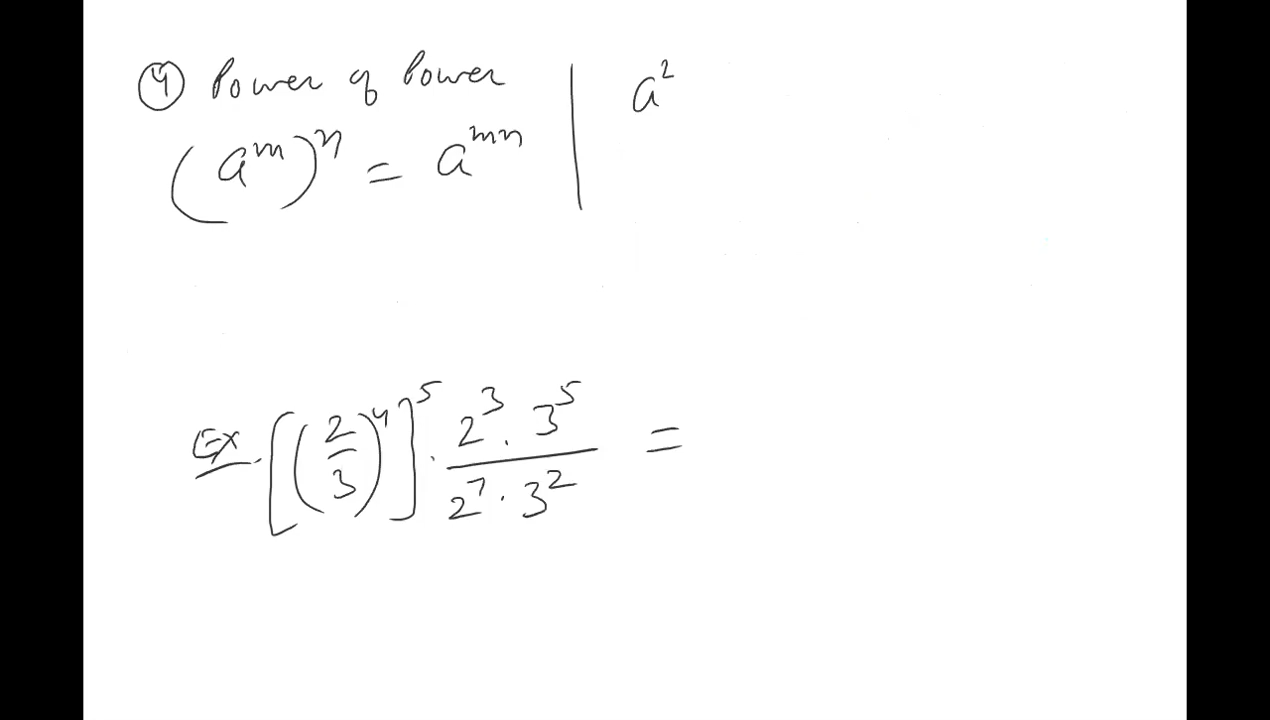 ④ Power of Power
(a^m)^n = a^{mn} | a^2
Ex. [(2/3)^4]^5 · (2^3 · 3^5)/(2^7 · 3^2) =